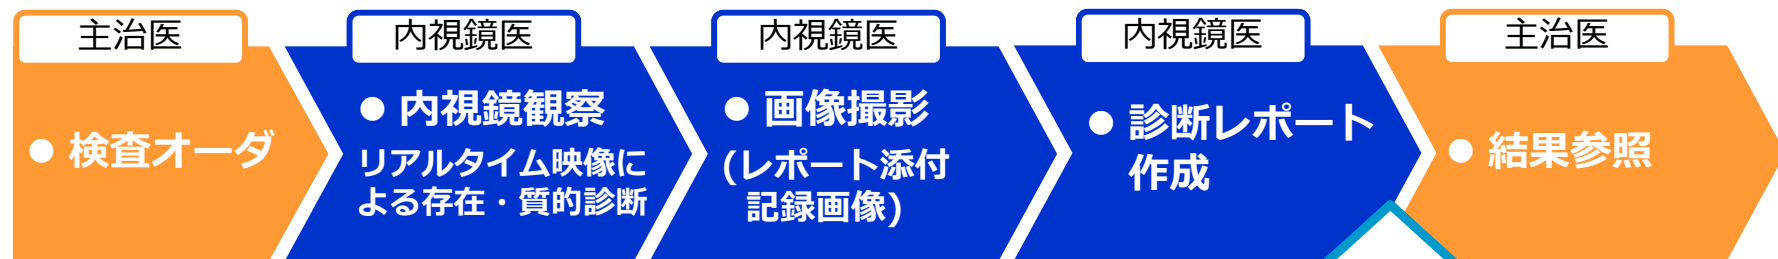 主治医
● 検査オーダ
内視鏡医
● 内視鏡観察
リアルタイム映像に
よる存在・質的診断
内視鏡医
● 画像撮影
(レポート添付
記録画像)
内視鏡医
● 診断レポート
作成
主治医
● 結果参照